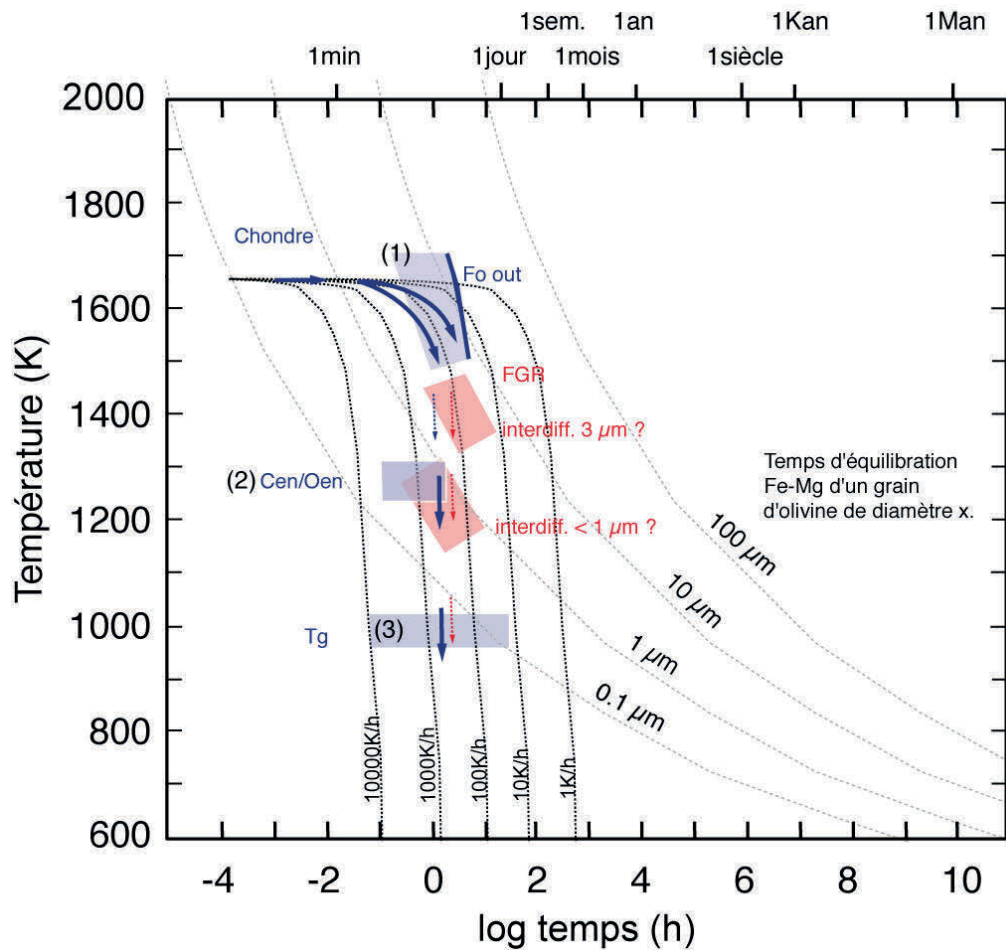 1sem. 1an 1Kan 1Man
1min 1jour 1mois 1siècle
2000
1800
1600
1400
1200
1000
800
600
Température (K)
Chondre
(1)
Fo out
FGR
interdiff. 3 µm ?
(2) Cen/Oen
interdiff. < 1 µm ?
Temps d'équilibration
Fe-Mg d'un grain
d'olivine de diamètre x.
100 µm
10 µm
1 µm
0.1 µm
Tg
(3)
10000K/h
1000K/h
100K/h
10K/h
1K/h
-4 -2 0 2 4 6 8 10
log temps (h)